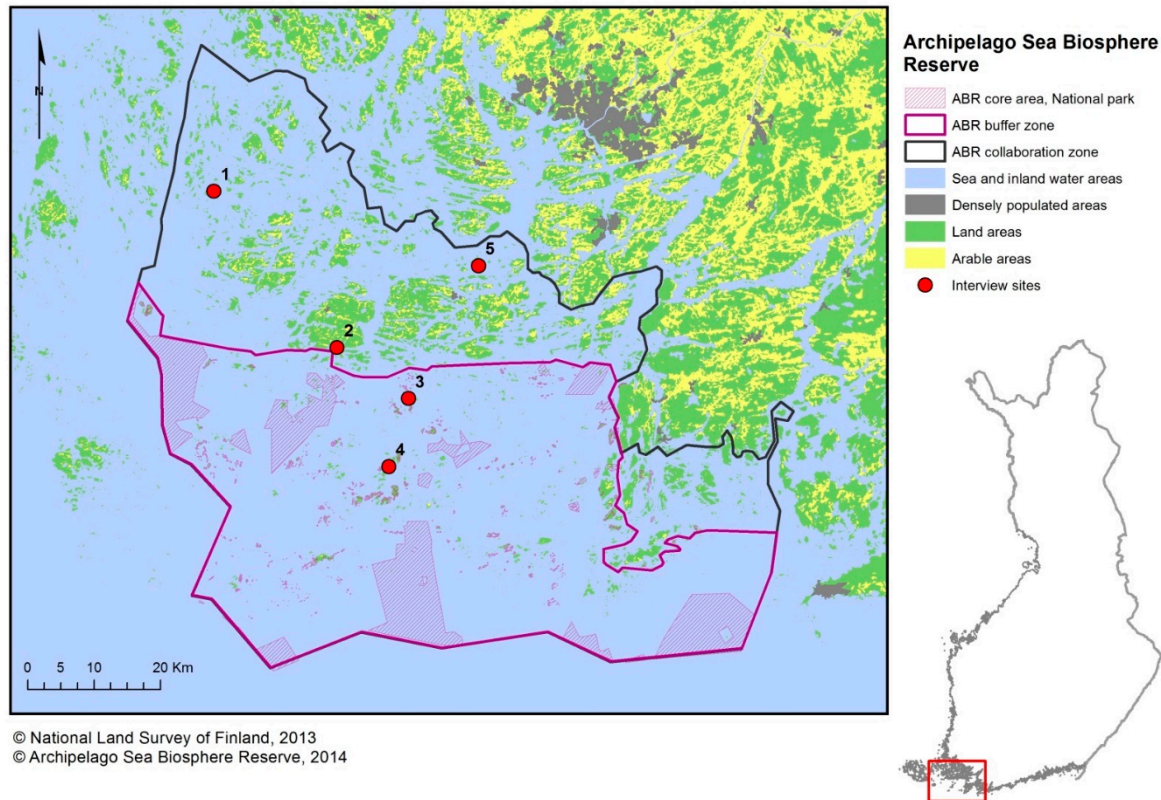 N
1
5
2
3
4
0 5 10 20 Km
Archipelago Sea Biosphere
Reserve
ABR core area, National park
ABR buffer zone
ABR collaboration zone
Sea and inland water areas
Densely populated areas
Land areas
Arable areas
Interview sites
© National Land Survey of Finland, 2013
© Archipelago Sea Biosphere Reserve, 2014